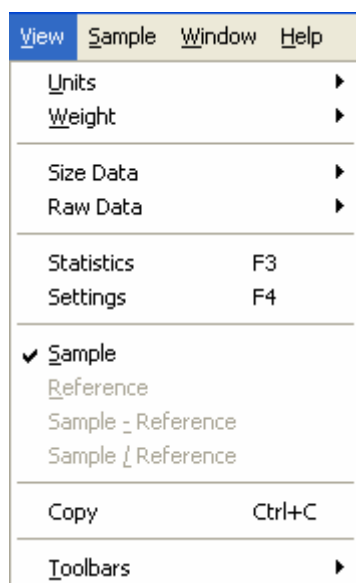 View Sample Window Help
Units
Weight
Size Data
Raw Data
Statistics F3
Settings F4
Sample
Reference
Sample - Reference
Sample / Reference
Copy Ctrl+C
Toolbars